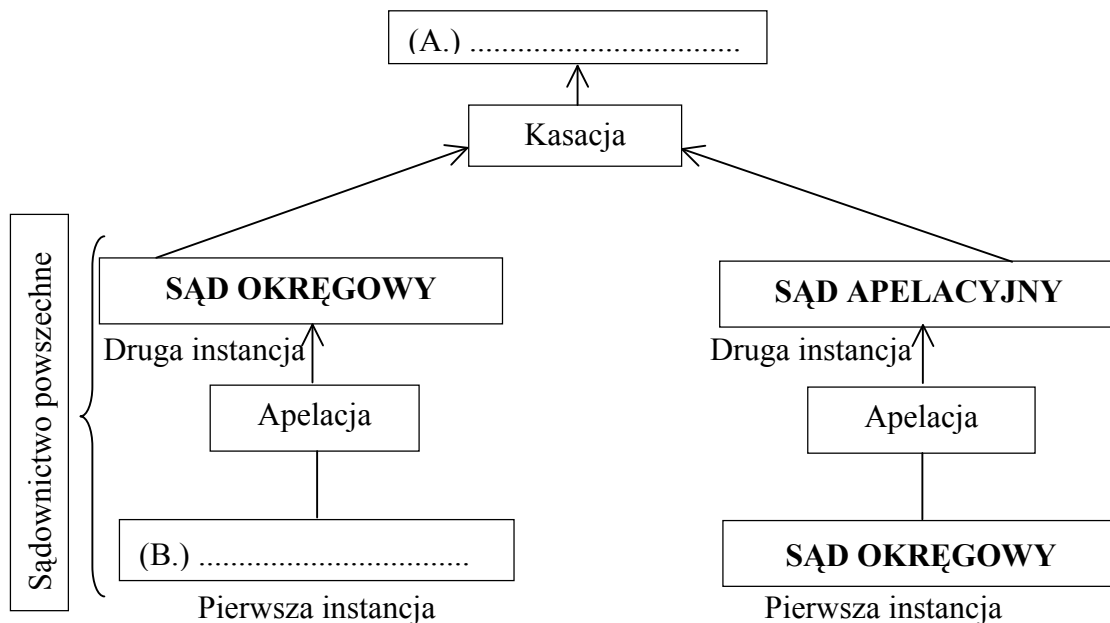 (A.) ..................................
Kasacja
Sądownictwo powszechne
SĄD OKRĘGOWY
SĄD APELACYJNY
Druga instancja
Druga instancja
Apelacja
Apelacja
(B.) ..................................
SĄD OKRĘGOWY
Pierwsza instancja
Pierwsza instancja